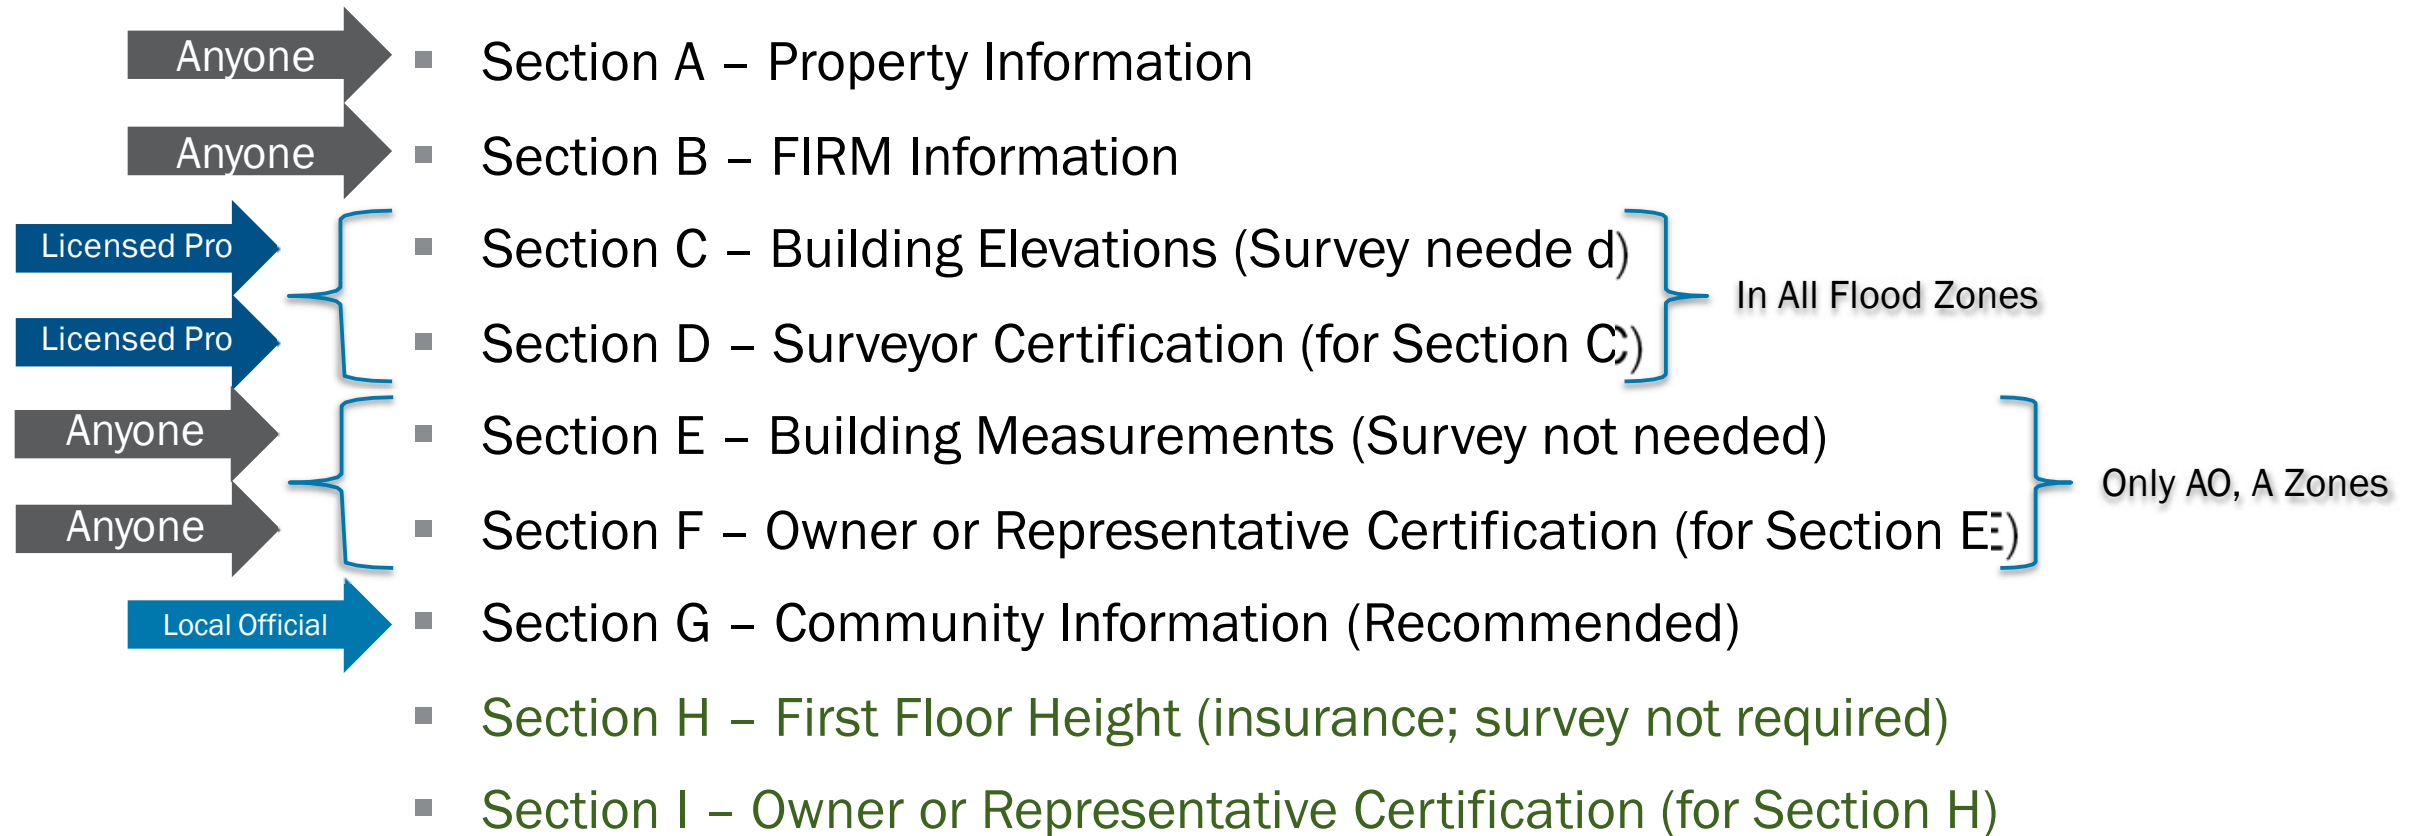 Anyone Section A – Property Information
Anyone Section B – FIRM Information
Licensed Pro Section C – Building Elevations (Survey neede d)
In All Flood Zones
Licensed Pro Section D – Surveyor Certification (for Section C)
Anyone Section E – Building Measurements (Survey not needed)
Only AO, A Zones
Anyone Section F – Owner or Representative Certification (for Section E)
Local Official Section G – Community Information (Recommended)
Section H – First Floor Height (insurance; survey not required)
Section I – Owner or Representative Certification (for Section H)